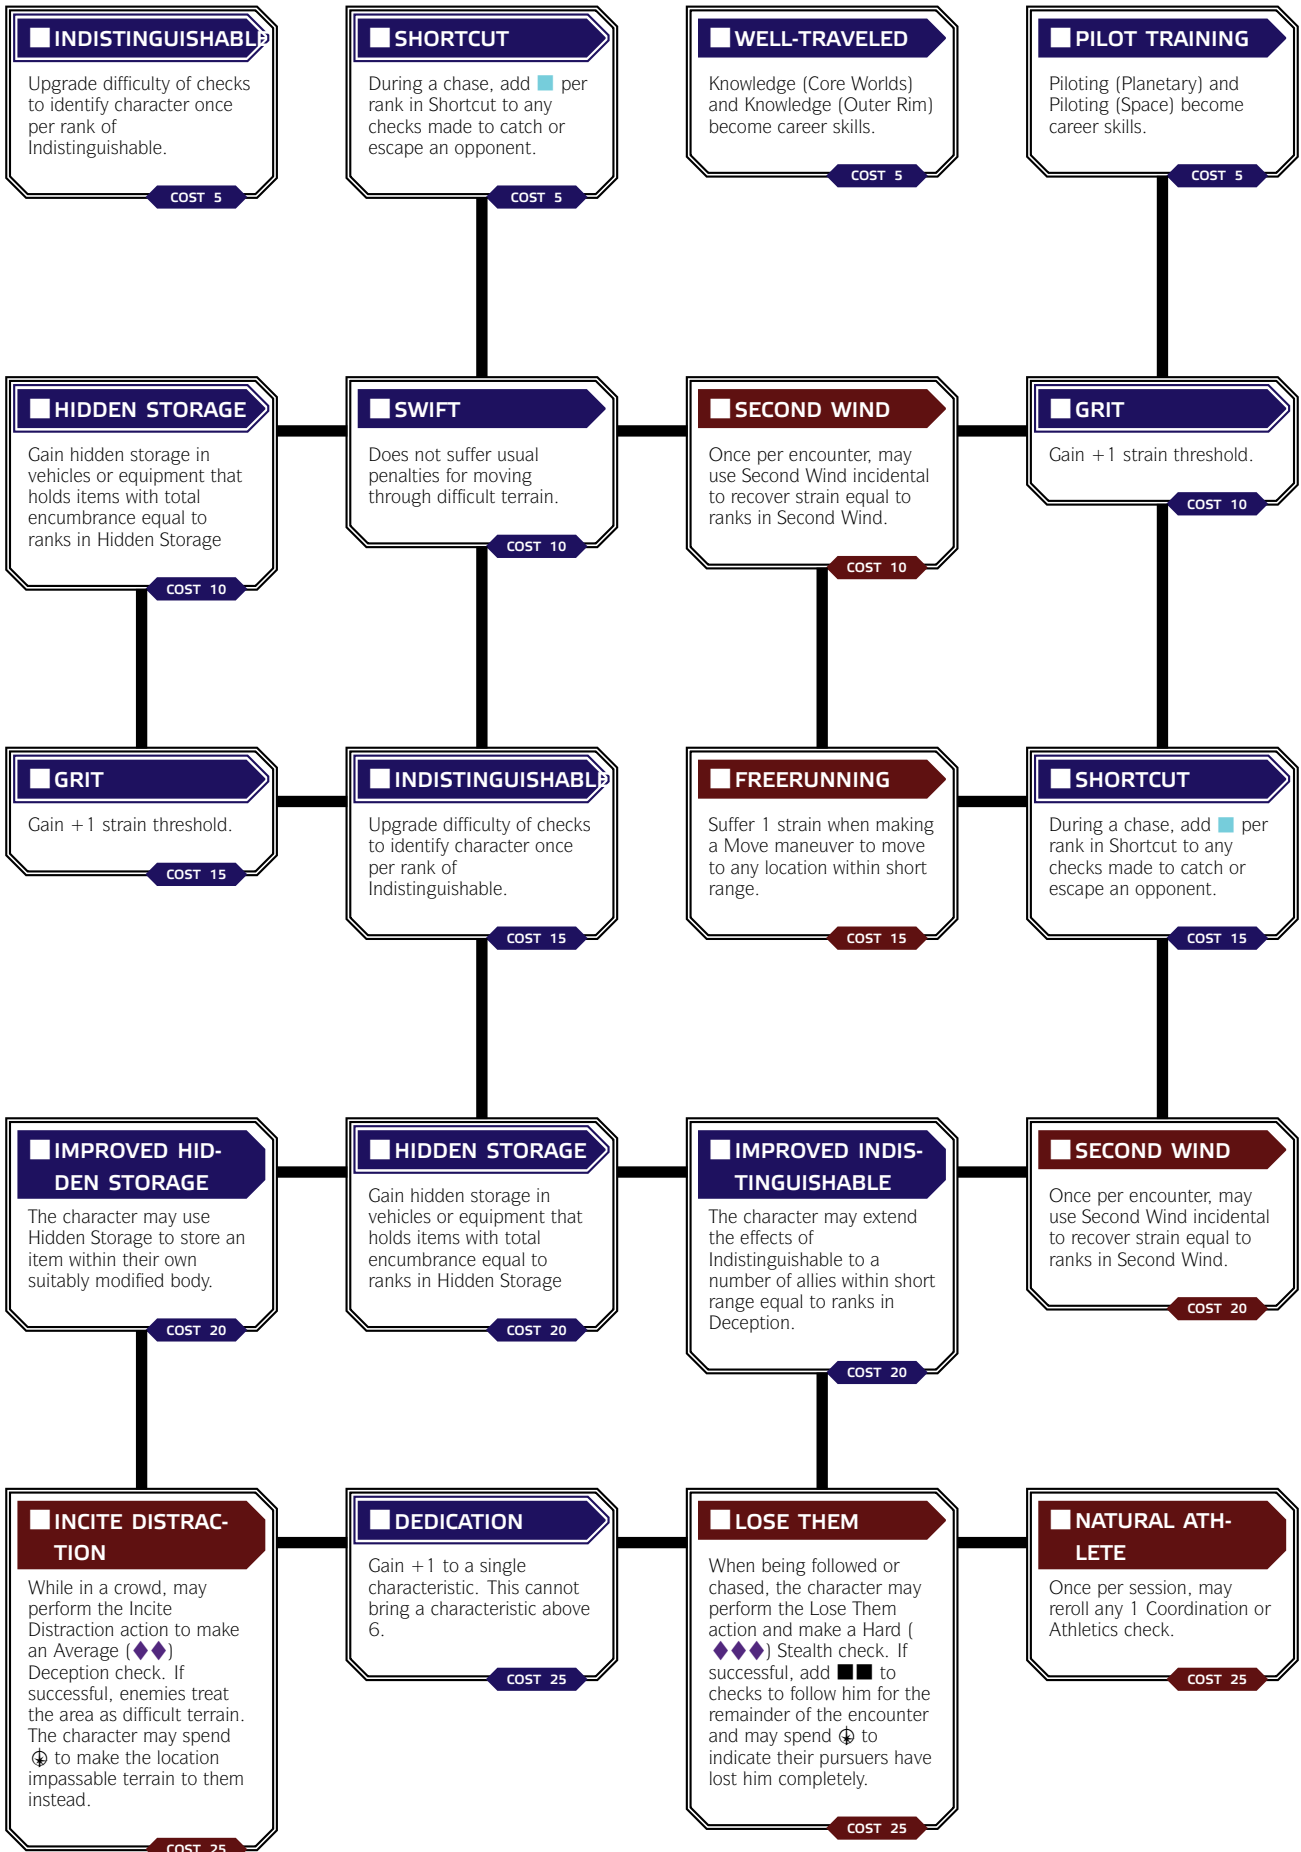 INDISTINGUISHABLE
Upgrade difficulty of checks
to identify character once
per rank of
Indistinguishable.
COST 5
SHORTCUT
During a chase, add per
rank in Shortcut to any
checks made to catch or
escape an opponent.
COST 5
WELL-TRAVELED
Knowledge (Core Worlds)
and Knowledge (Outer Rim)
become career skills.
COST 5
PILOT TRAINING
Piloting (Planetary) and
Piloting (Space) become
career skills.
COST 5
HIDDEN STORAGE
Gain hidden storage in
vehicles or equipment that
holds items with total
encumbrance equal to
ranks in Hidden Storage
COST 10
SWIFT
Does not suffer usual
penalties for moving
through difficult terrain.
COST 10
SECOND WIND
Once per encounter, may
use Second Wind incidental
to recover strain equal to
ranks in Second Wind.
COST 10
GRIT
Gain +1 strain threshold.
COST 10
GRIT
Gain +1 strain threshold.
COST 15
INDISTINGUISHABLE
Upgrade difficulty of checks
to identify character once
per rank of
Indistinguishable.
COST 15
FREERUNNING
Suffer 1 strain when making
a Move maneuver to move
to any location within short
range.
COST 15
SHORTCUT
During a chase, add per
rank in Shortcut to any
checks made to catch or
escape an opponent.
COST 15
IMPROVED HID-
DEN STORAGE
The character may use
Hidden Storage to store an
item within their own
suitably modified body.
COST 20
HIDDEN STORAGE
Gain hidden storage in
vehicles or equipment that
holds items with total
encumbrance equal to
ranks in Hidden Storage
COST 20
IMPROVED INDIS-
TINGUISHABLE
The character may extend
the effects of
Indistinguishable to a
number of allies within short
range equal to ranks in
Deception.
COST 20
SECOND WIND
Once per encounter, may
use Second Wind incidental
to recover strain equal to
ranks in Second Wind.
COST 20
INCITE DISTRAC-
TION
While in a crowd, may
perform the Incite
Distraction action to make
an Average (♦♦)
Deception check. If
successful, enemies treat
the area as difficult terrain.
The character may spend
to make the location
impassable terrain to them
instead.
COST 25
DEDICATION
Gain +1 to a single
characteristic. This cannot
bring a characteristic above
6.
COST 25
LOSE THEM
When being followed or
chased, the character may
perform the Lose Them
action and make a Hard (
♦♦♦) Stealth check. If
successful, add ■■ to
checks to follow him for the
remainder of the encounter
and may spend to
indicate their pursuers have
lost him completely.
COST 25
NATURAL ATH-
LETE
Once per session, may
reroll any 1 Coordination or
Athletics check.
COST 25